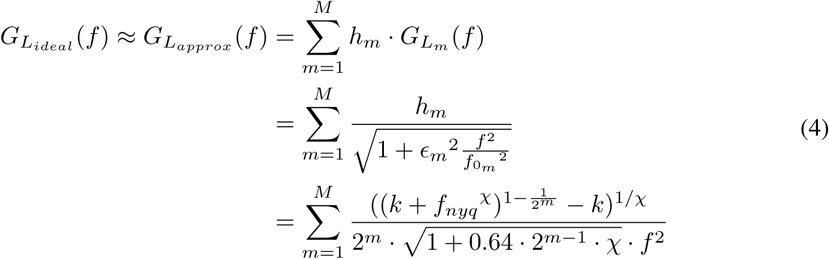 G_{L_{ideal}}(f) \approx G_{L_{approx}}(f) = \sum_{m=1}^{M} h_m \cdot G_{L_m}(f)
= \sum_{m=1}^{M} \frac{h_m}{\sqrt{1 + {\epsilon_m}^2 \frac{f^2}{{f_{0_m}}^2}}} (4)
= \sum_{m=1}^{M} \frac{((k + {f_{nyq}}^{\chi})^{1 - \frac{1}{2^m}} - k)^{1/\chi}}{2^m \cdot \sqrt{1 + 0.64 \cdot 2^{m-1} \cdot \chi} \cdot f^2}